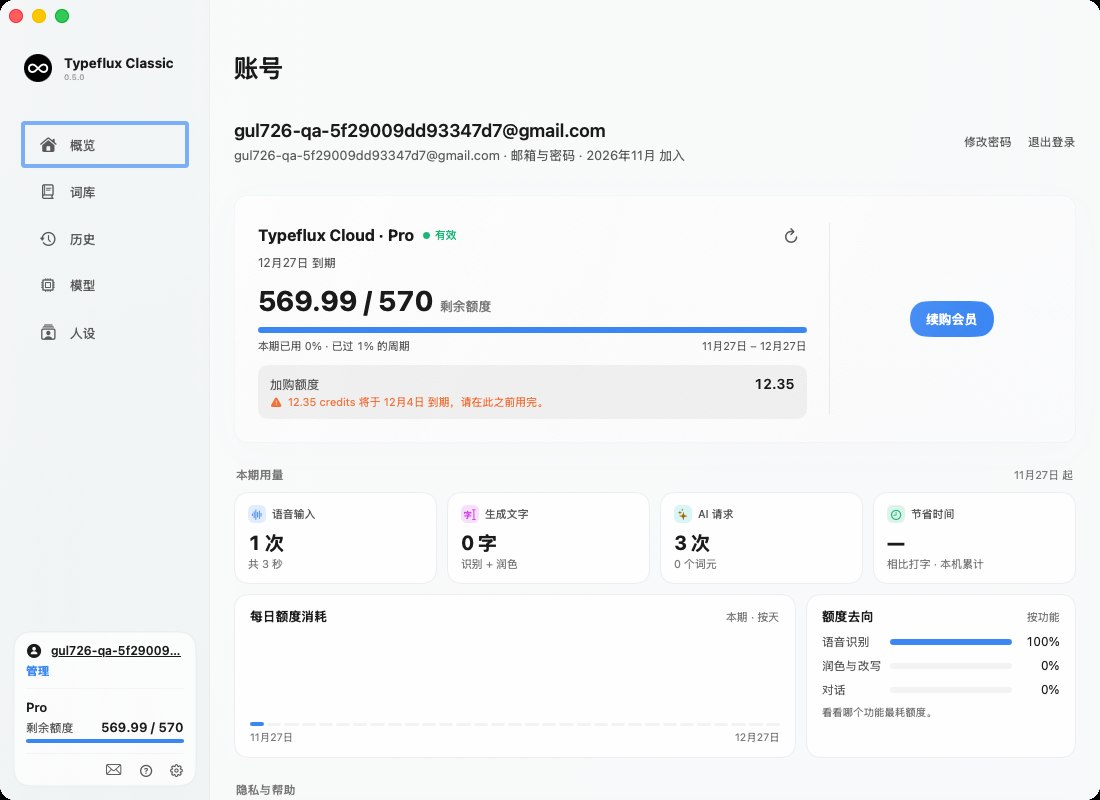 Typeflux Classic
0.5.0
概览
词库
历史
模型
人设
gul726-qa-5f29009...
管理
Pro
剩余额度 569.99 / 570
账号
gul726-qa-5f29009dd93347d7@gmail.com
gul726-qa-5f29009dd93347d7@gmail.com · 邮箱与密码 · 2026年11月 加入
修改密码 退出登录
Typeflux Cloud · Pro 有效
12月27日 到期
569.99 / 570 剩余额度
本期已用 0% · 已过 1% 的周期 11月27日 – 12月27日
加购额度 12.35
12.35 credits 将于 12月4日 到期，请在此之前用完。
续购会员
本期用量 11月27日 起
语音输入
1 次
共 3 秒
字 生成文字
0 字
识别 + 润色
AI 请求
3 次
0 个词元
节省时间
—
相比打字 · 本机累计
每日额度消耗 本期 · 按天
11月27日 12月27日
额度去向 按功能
语音识别 100%
润色与改写 0%
对话 0%
看看哪个功能最耗额度。
隐私与帮助